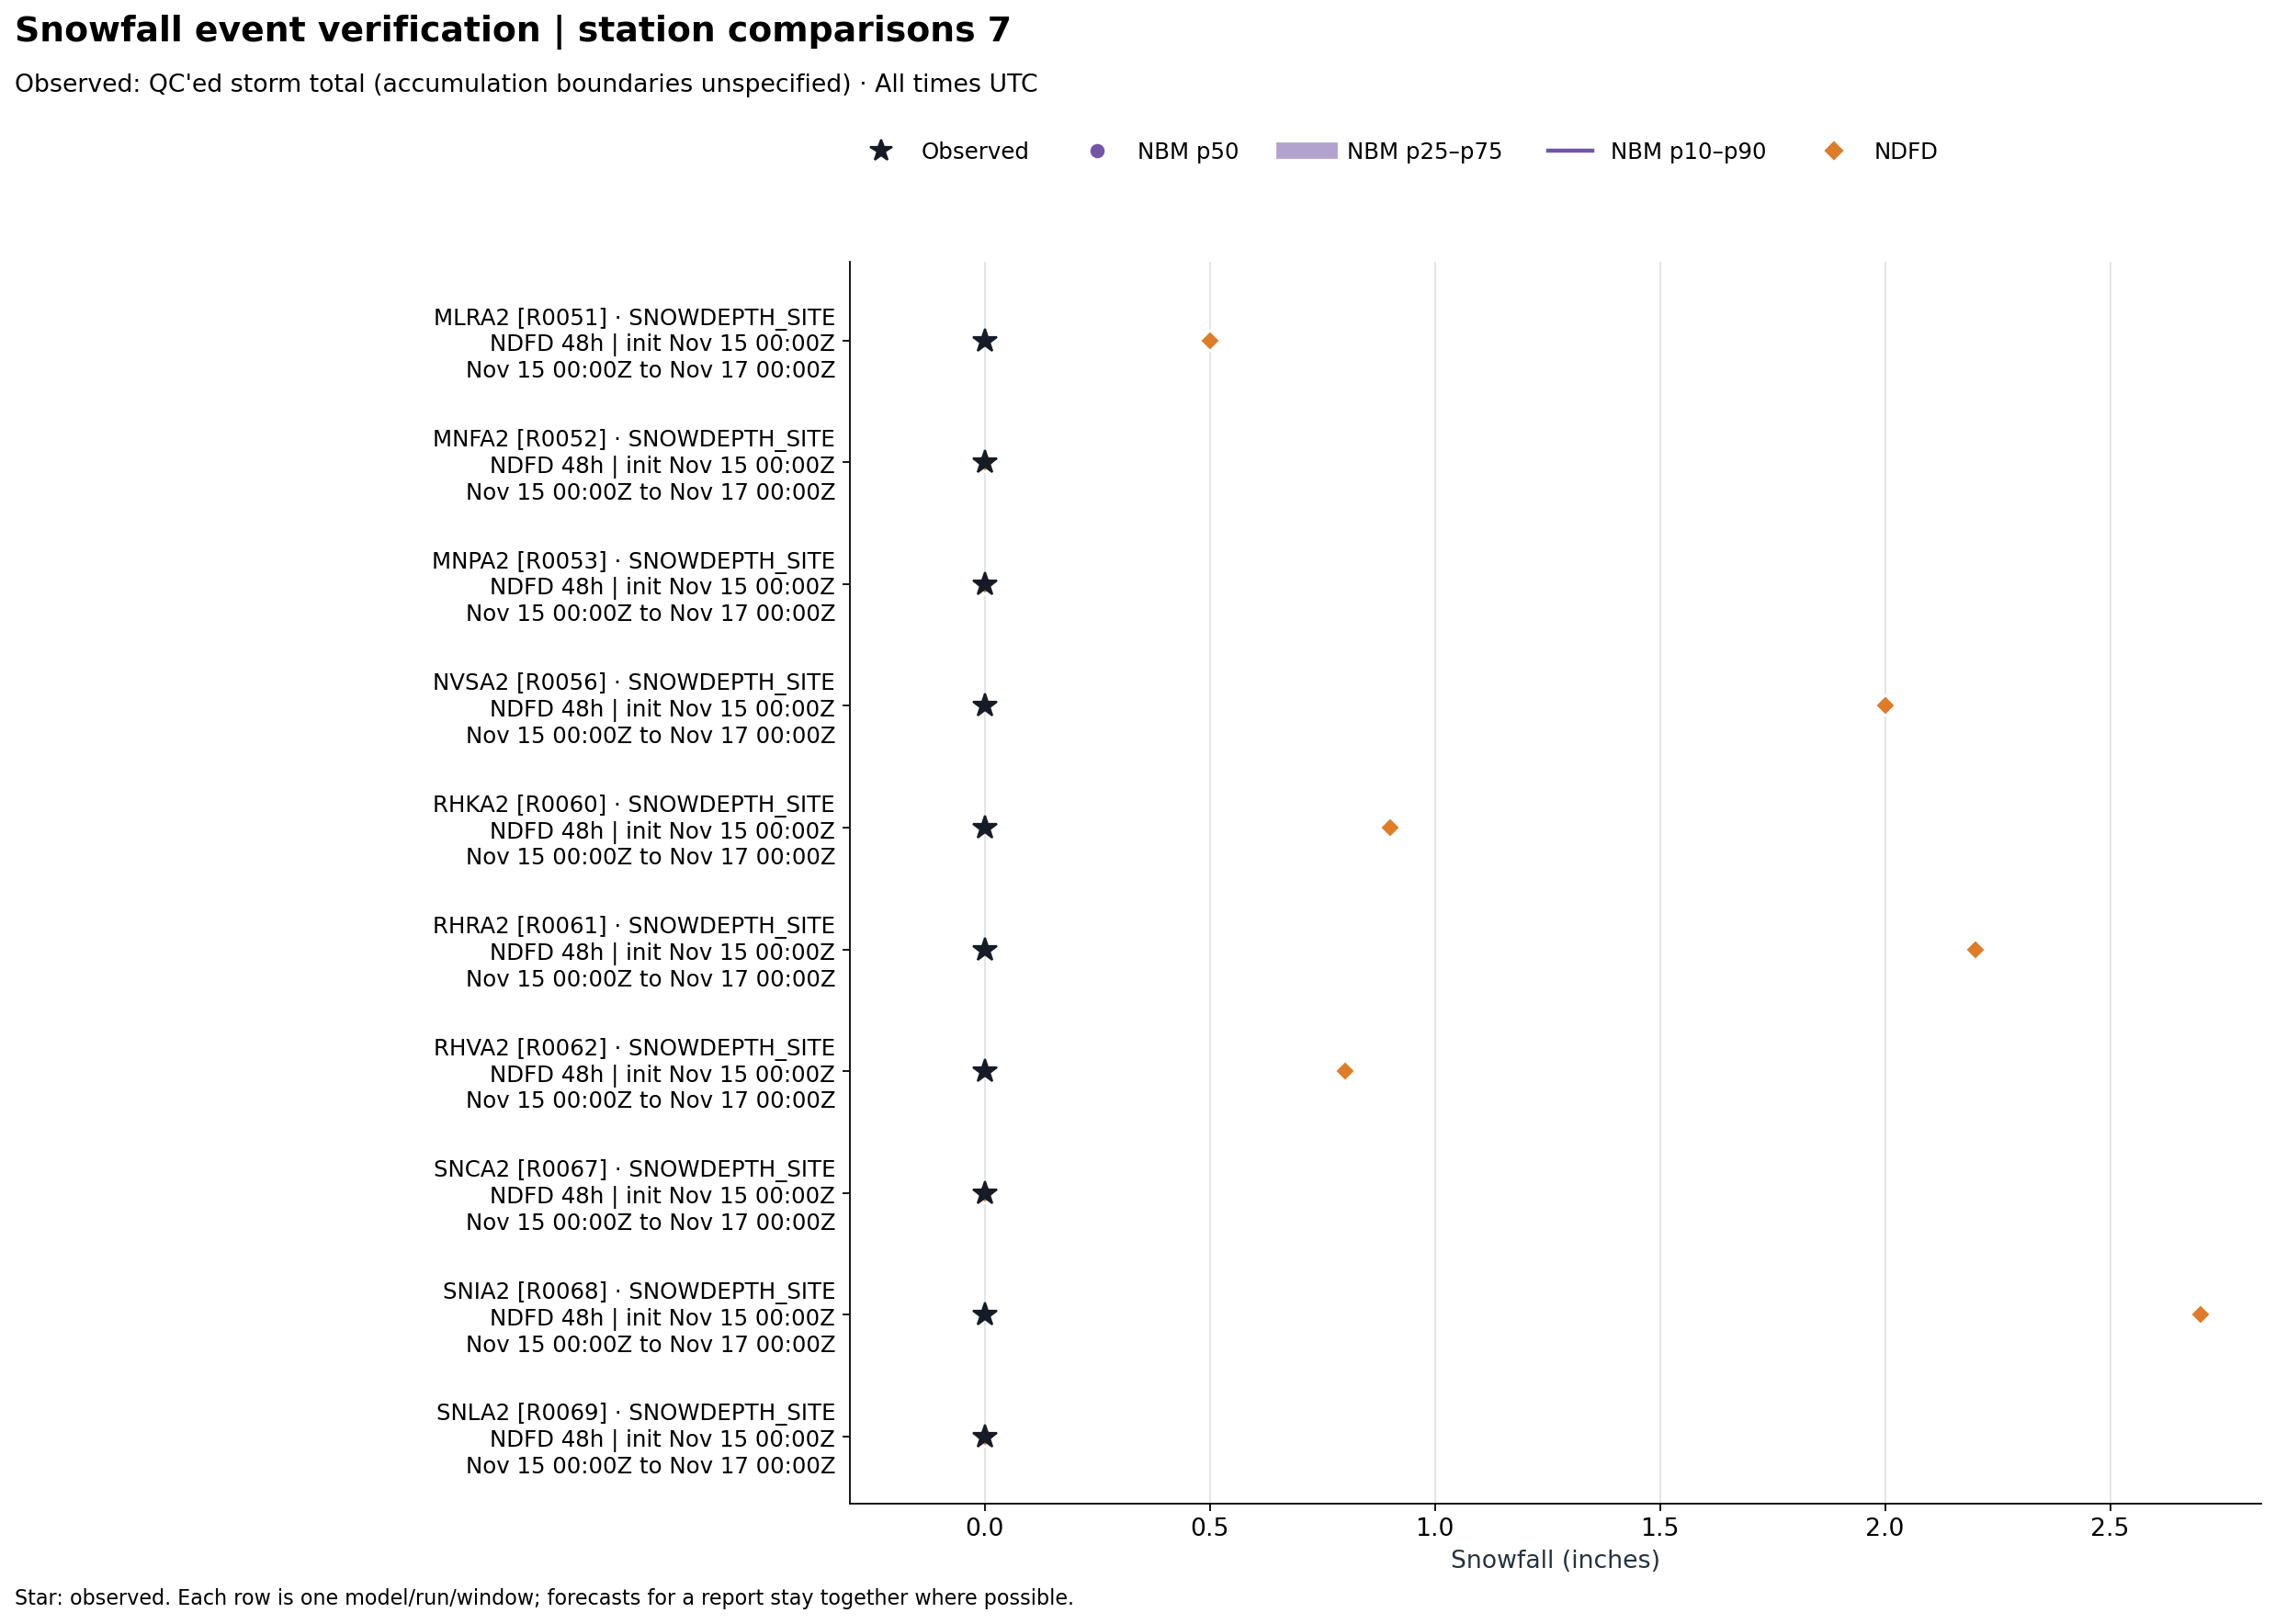 Snowfall event verification | station comparisons 7
Observed: QC'ed storm total (accumulation boundaries unspecified) · All times UTC
Observed
NBM p50
NBM p25–p75
NBM p10–p90
NDFD
MLRA2 [R0051] · SNOWDEPTH_SITE
NDFD 48h | init Nov 15 00:00Z
Nov 15 00:00Z to Nov 17 00:00Z
MNFA2 [R0052] · SNOWDEPTH_SITE
NDFD 48h | init Nov 15 00:00Z
Nov 15 00:00Z to Nov 17 00:00Z
MNPA2 [R0053] · SNOWDEPTH_SITE
NDFD 48h | init Nov 15 00:00Z
Nov 15 00:00Z to Nov 17 00:00Z
NVSA2 [R0056] · SNOWDEPTH_SITE
NDFD 48h | init Nov 15 00:00Z
Nov 15 00:00Z to Nov 17 00:00Z
RHKA2 [R0060] · SNOWDEPTH_SITE
NDFD 48h | init Nov 15 00:00Z
Nov 15 00:00Z to Nov 17 00:00Z
RHRA2 [R0061] · SNOWDEPTH_SITE
NDFD 48h | init Nov 15 00:00Z
Nov 15 00:00Z to Nov 17 00:00Z
RHVA2 [R0062] · SNOWDEPTH_SITE
NDFD 48h | init Nov 15 00:00Z
Nov 15 00:00Z to Nov 17 00:00Z
SNCA2 [R0067] · SNOWDEPTH_SITE
NDFD 48h | init Nov 15 00:00Z
Nov 15 00:00Z to Nov 17 00:00Z
SNIA2 [R0068] · SNOWDEPTH_SITE
NDFD 48h | init Nov 15 00:00Z
Nov 15 00:00Z to Nov 17 00:00Z
SNLA2 [R0069] · SNOWDEPTH_SITE
NDFD 48h | init Nov 15 00:00Z
Nov 15 00:00Z to Nov 17 00:00Z
0.0 0.5 1.0 1.5 2.0 2.5
Snowfall (inches)
Star: observed. Each row is one model/run/window; forecasts for a report stay together where possible.